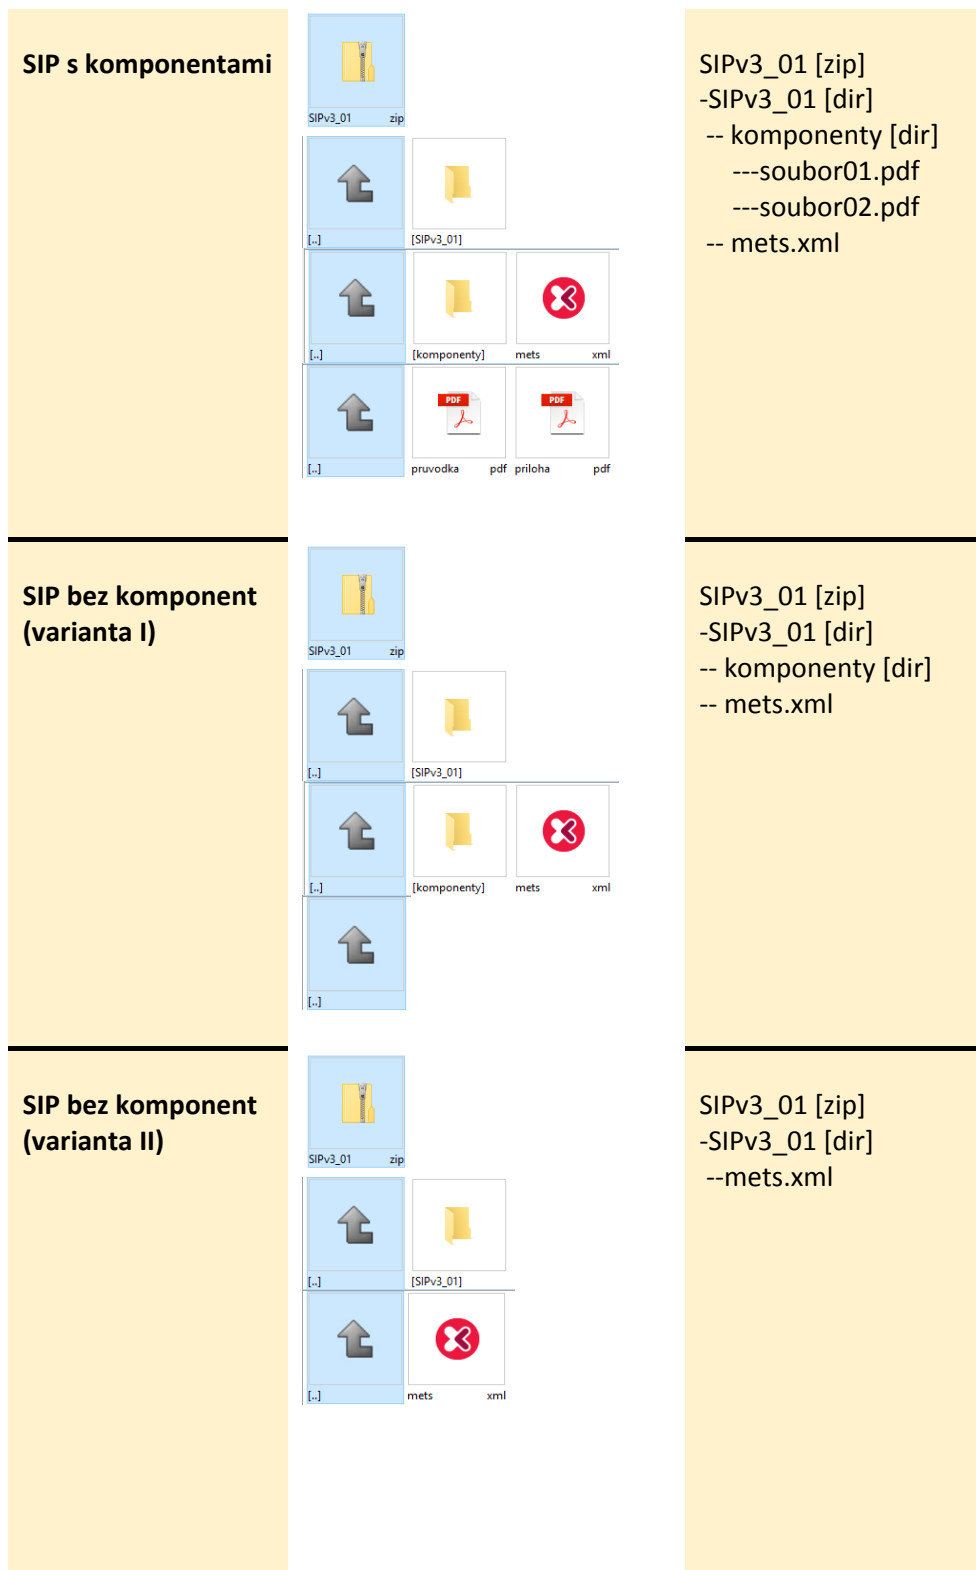 SIP s komponentami
SIPv3_01 zip
[..] [SIPv3_01]
[..] [komponenty] mets xml
PDF PDF
[..] pruvodka pdf priloha pdf
SIPv3_01 [zip]
-SIPv3_01 [dir]
-- komponenty [dir]
---soubor01.pdf
---soubor02.pdf
-- mets.xml
SIP bez komponent
(varianta I)
SIPv3_01 zip
[..] [SIPv3_01]
[..] [komponenty] mets xml
[..]
SIPv3_01 [zip]
-SIPv3_01 [dir]
-- komponenty [dir]
-- mets.xml
SIP bez komponent
(varianta II)
SIPv3_01 zip
[..] [SIPv3_01]
[..] mets xml
SIPv3_01 [zip]
-SIPv3_01 [dir]
--mets.xml